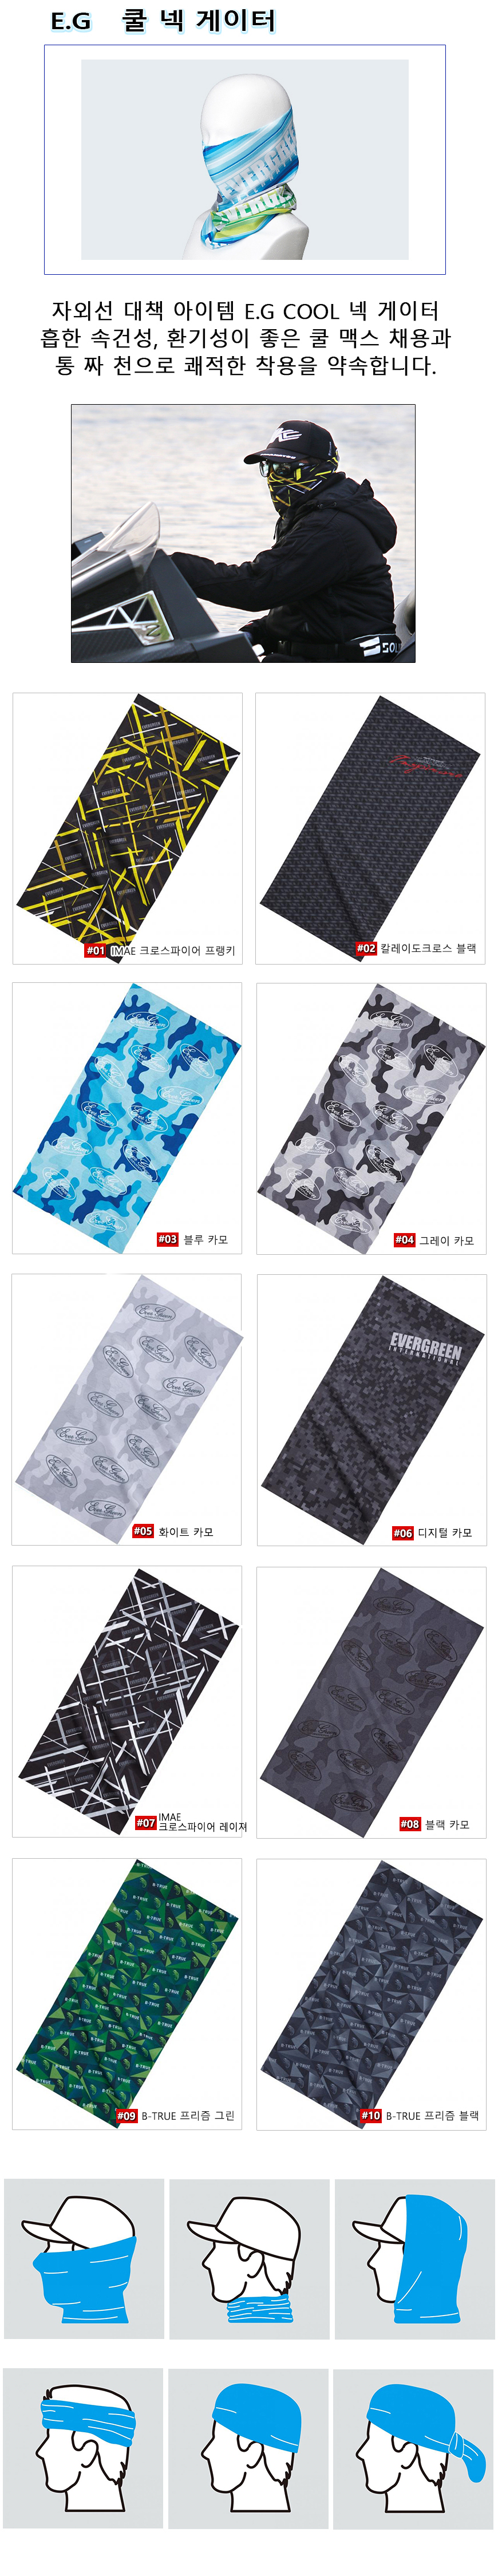 E.G 쿨 넥 게이터
EVERGREEN
자외선 대책 아이템 E.G COOL 넥 게이터
흡한 속건성, 환기성이 좋은 쿨 맥스 채용과
통 짜 천으로 쾌적한 착용을 약속합니다.
#01 IMAE 크로스파이어 프랭키
#02 칼레이도크로스 블랙
#03 블루 카모
#04 그레이 카모
Ever Green
#05 화이트 카모
EVERGREEN
INTERNATIONAL
#06 디지털 카모
#07 IMAE
크로스파이어 레이져
#08 블랙 카모
B-TRUE
#09 B-TRUE 프리즘 그린
B-TRUE
#10 B-TRUE 프리즘 블랙